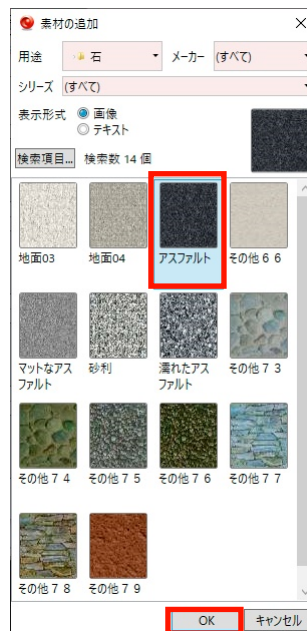 素材の追加
用途 石 メーカー (すべて)
シリーズ (すべて)
表示形式 画像
テキスト
検索項目... 検索数 14 個
地面03 地面04 アスファルト その他66
マットなアス
ファルト 砂利 濡れたアス
ファルト その他73
その他74 その他75 その他76 その他77
その他78 その他79
OK キャンセル